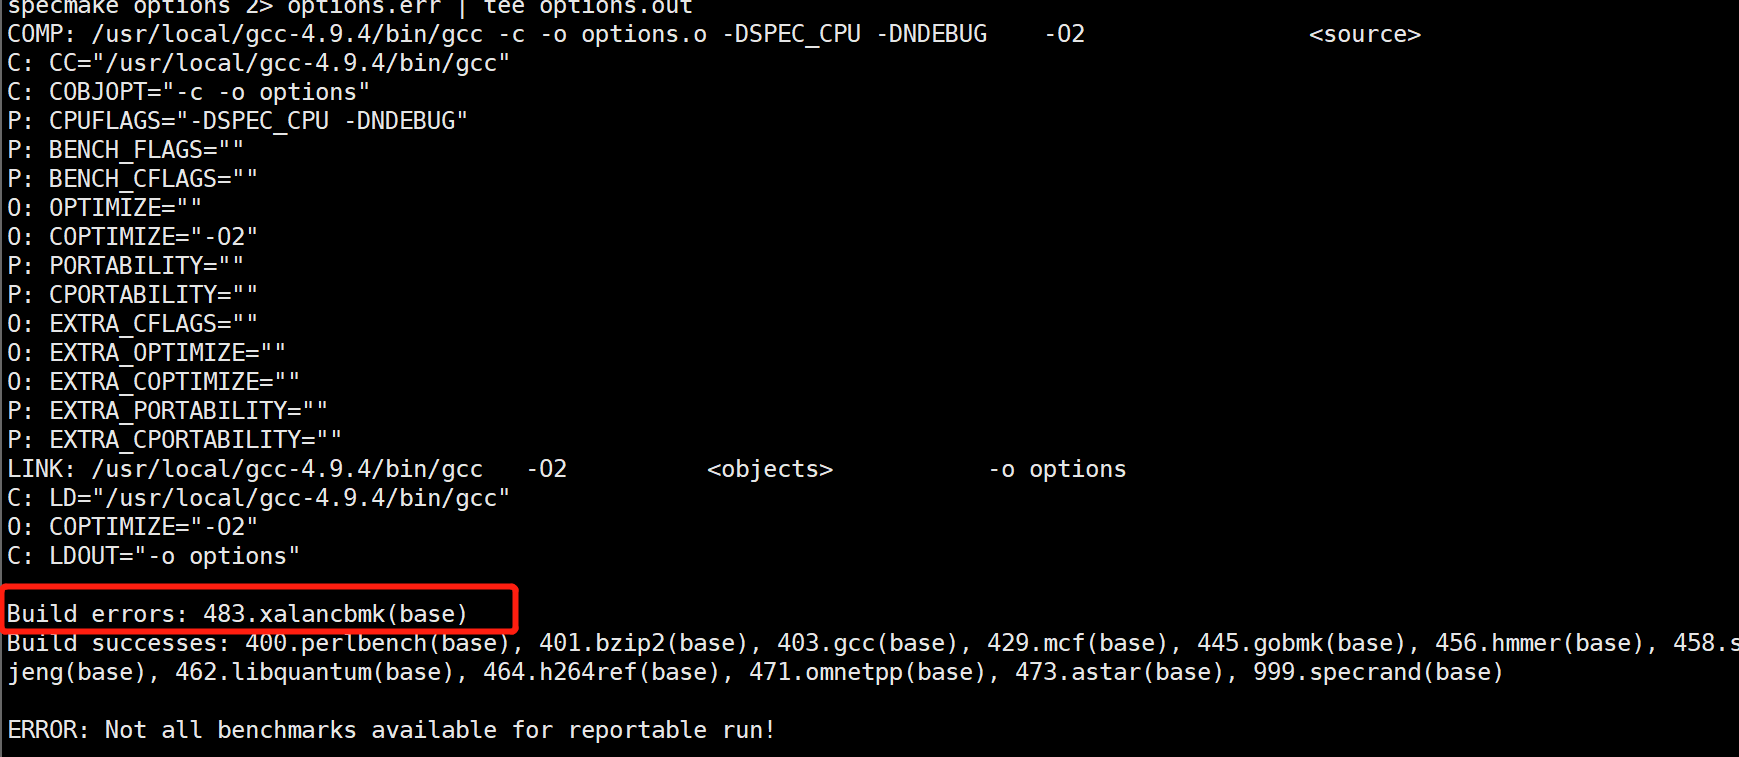 specmake options 2> options.err | tee options.out
COMP: /usr/local/gcc-4.9.4/bin/gcc -c -o options.o -DSPEC_CPU -DNDEBUG    -O2                <source>
C: CC="/usr/local/gcc-4.9.4/bin/gcc"
C: COBJOPT="-c -o options"
P: CPUFLAGS="-DSPEC_CPU -DNDEBUG"
P: BENCH_FLAGS=""
P: BENCH_CFLAGS=""
O: OPTIMIZE=""
O: COPTIMIZE="-O2"
P: PORTABILITY=""
P: CPORTABILITY=""
O: EXTRA_CFLAGS=""
O: EXTRA_OPTIMIZE=""
O: EXTRA_COPTIMIZE=""
P: EXTRA_PORTABILITY=""
P: EXTRA_CPORTABILITY=""
LINK: /usr/local/gcc-4.9.4/bin/gcc   -O2          <objects>           -o options
C: LD="/usr/local/gcc-4.9.4/bin/gcc"
O: COPTIMIZE="-O2"
C: LDOUT="-o options"
Build errors: 483.xalancbmk(base)
Build successes: 400.perlbench(base), 401.bzip2(base), 403.gcc(base), 429.mcf(base), 445.gobmk(base), 456.hmmer(base), 458.s
jeng(base), 462.libquantum(base), 464.h264ref(base), 471.omnetpp(base), 473.astar(base), 999.specrand(base)
ERROR: Not all benchmarks available for reportable run!